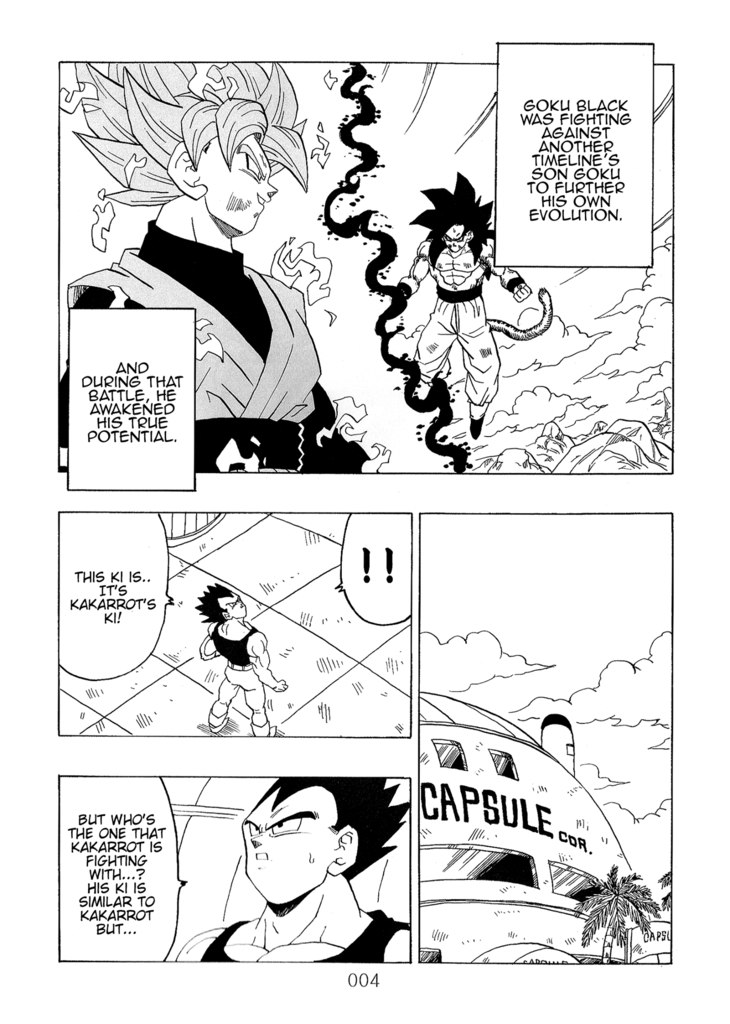 GOKU BLACK
WAS FIGHTING
AGAINST
ANOTHER
TIMELINE'S
SON GOKU
TO FURTHER
HIS OWN
EVOLUTION.
AND
DURING THAT
BATTLE, HE
AWAKENED
HIS TRUE
POTENTIAL.
THIS KI IS..
IT'S
KAKARROT'S
KI!
!!
CAPSULE COR.
CAPSU
CAPSULE
BUT WHO'S
THE ONE THAT
KAKARROT IS
FIGHTING
WITH...?
HIS KI IS
SIMILAR TO
KAKARROT
BUT...
004